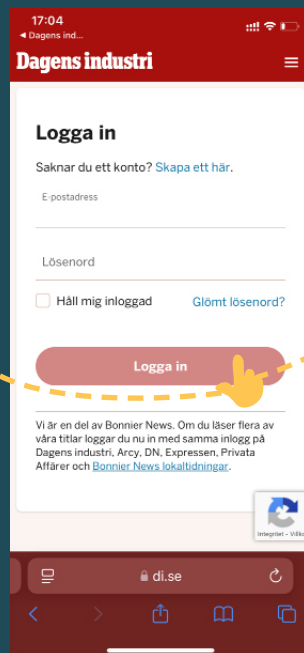 17:04
◀ Dagens ind...
Dagens industri
Logga in
Saknar du ett konto? Skapa ett här.
E-postadress
Lösenord
Håll mig inloggad
Glömt lösenord?
Logga in
Vi är en del av Bonnier News. Om du läser flera av
våra titlar loggar du nu in med samma inlogg på
Dagens industri, Arcy, DN, Expressen, Privata
Affärer och Bonnier News lokaltidningar.
Integritet - Villko
di.se